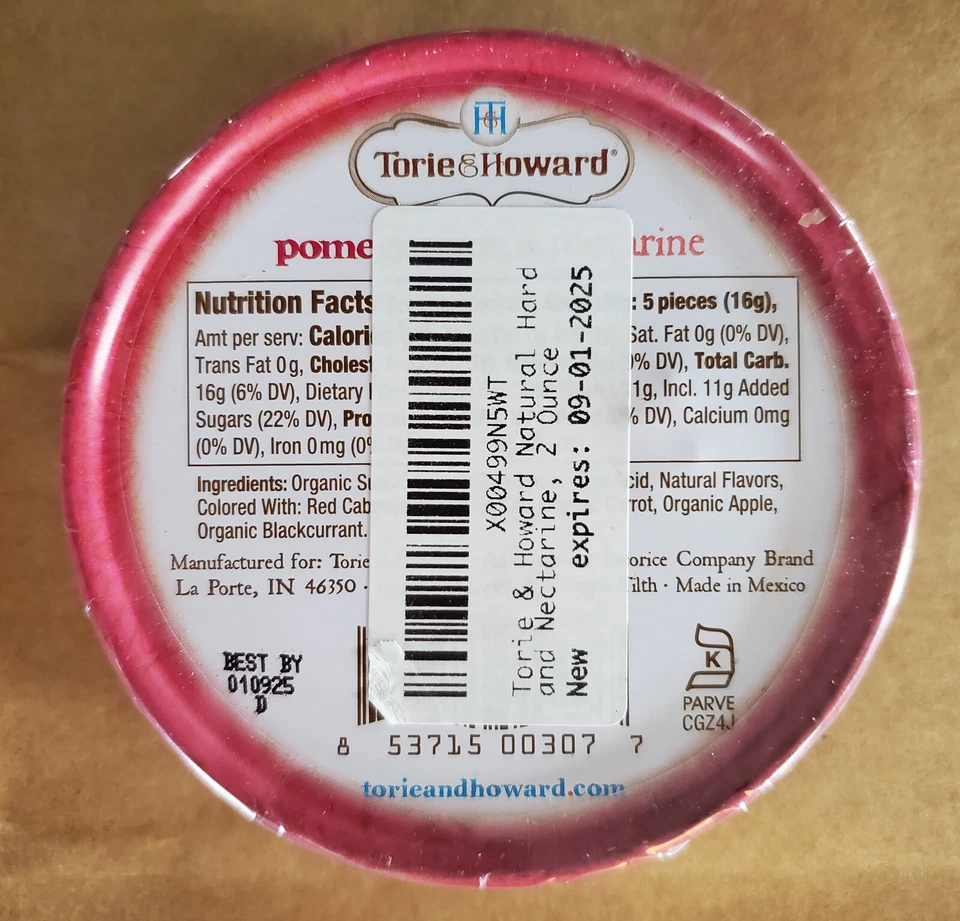 TH
Torie & Howard®
pome
arine
Nutrition Facts : 5 pieces (16g),
Amt per serv: Calori Sat. Fat 0g (0% DV),
Trans Fat 0g, Cholest 0% DV), Total Carb.
16g (6% DV), Dietary 1g, Incl. 11g Added
Sugars (22% DV), Pro % DV), Calcium 0mg
(0% DV), Iron 0mg (0%
Ingredients: Organic Su cid, Natural Flavors,
Colored With: Red Cab rrot, Organic Apple,
Organic Blackcurrant.
Manufactured for: Torie orice Company Brand
La Porte, IN 46350 · Tilth · Made in Mexico
X00499N5WT
Torie & Howard Natural Hard
and Nectarine, 2 Ounce
New expires: 09-01-2025
BEST BY
010925
D
K
PARVE
CGZ4J
8 53715 00307 7
torieandhoward.com